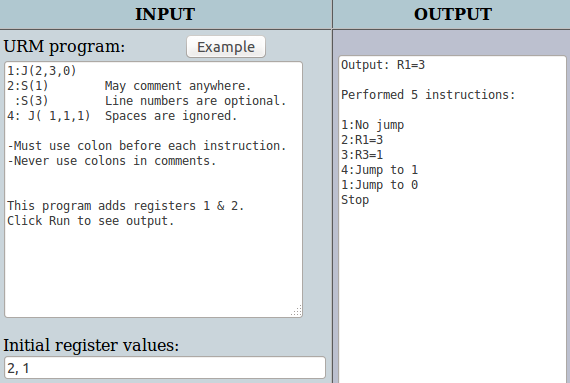 INPUT
URM program:
Example
1:J(2,3,0)
2:S(1) May comment anywhere.
:S(3) Line numbers are optional.
4: J( 1,1,1) Spaces are ignored.
-Must use colon before each instruction.
-Never use colons in comments.
This program adds registers 1 & 2.
Click Run to see output.
Initial register values:
2, 1
OUTPUT
Output: R1=3
Performed 5 instructions:
1:No jump
2:R1=3
3:R3=1
4:Jump to 1
1:Jump to 0
Stop